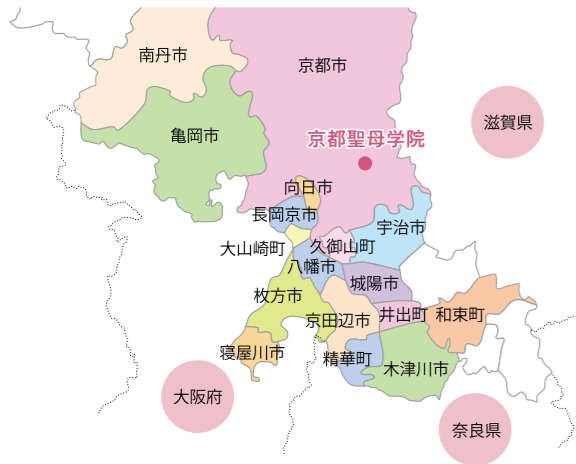 南丹市
京都市
亀岡市
滋賀県
京都聖母学院
向日市
長岡京市
宇治市
大山崎町
久御山町
八幡市
城陽市
枚方市
京田辺市
井出町
和束町
寝屋川市
精華町
木津川市
大阪府
奈良県